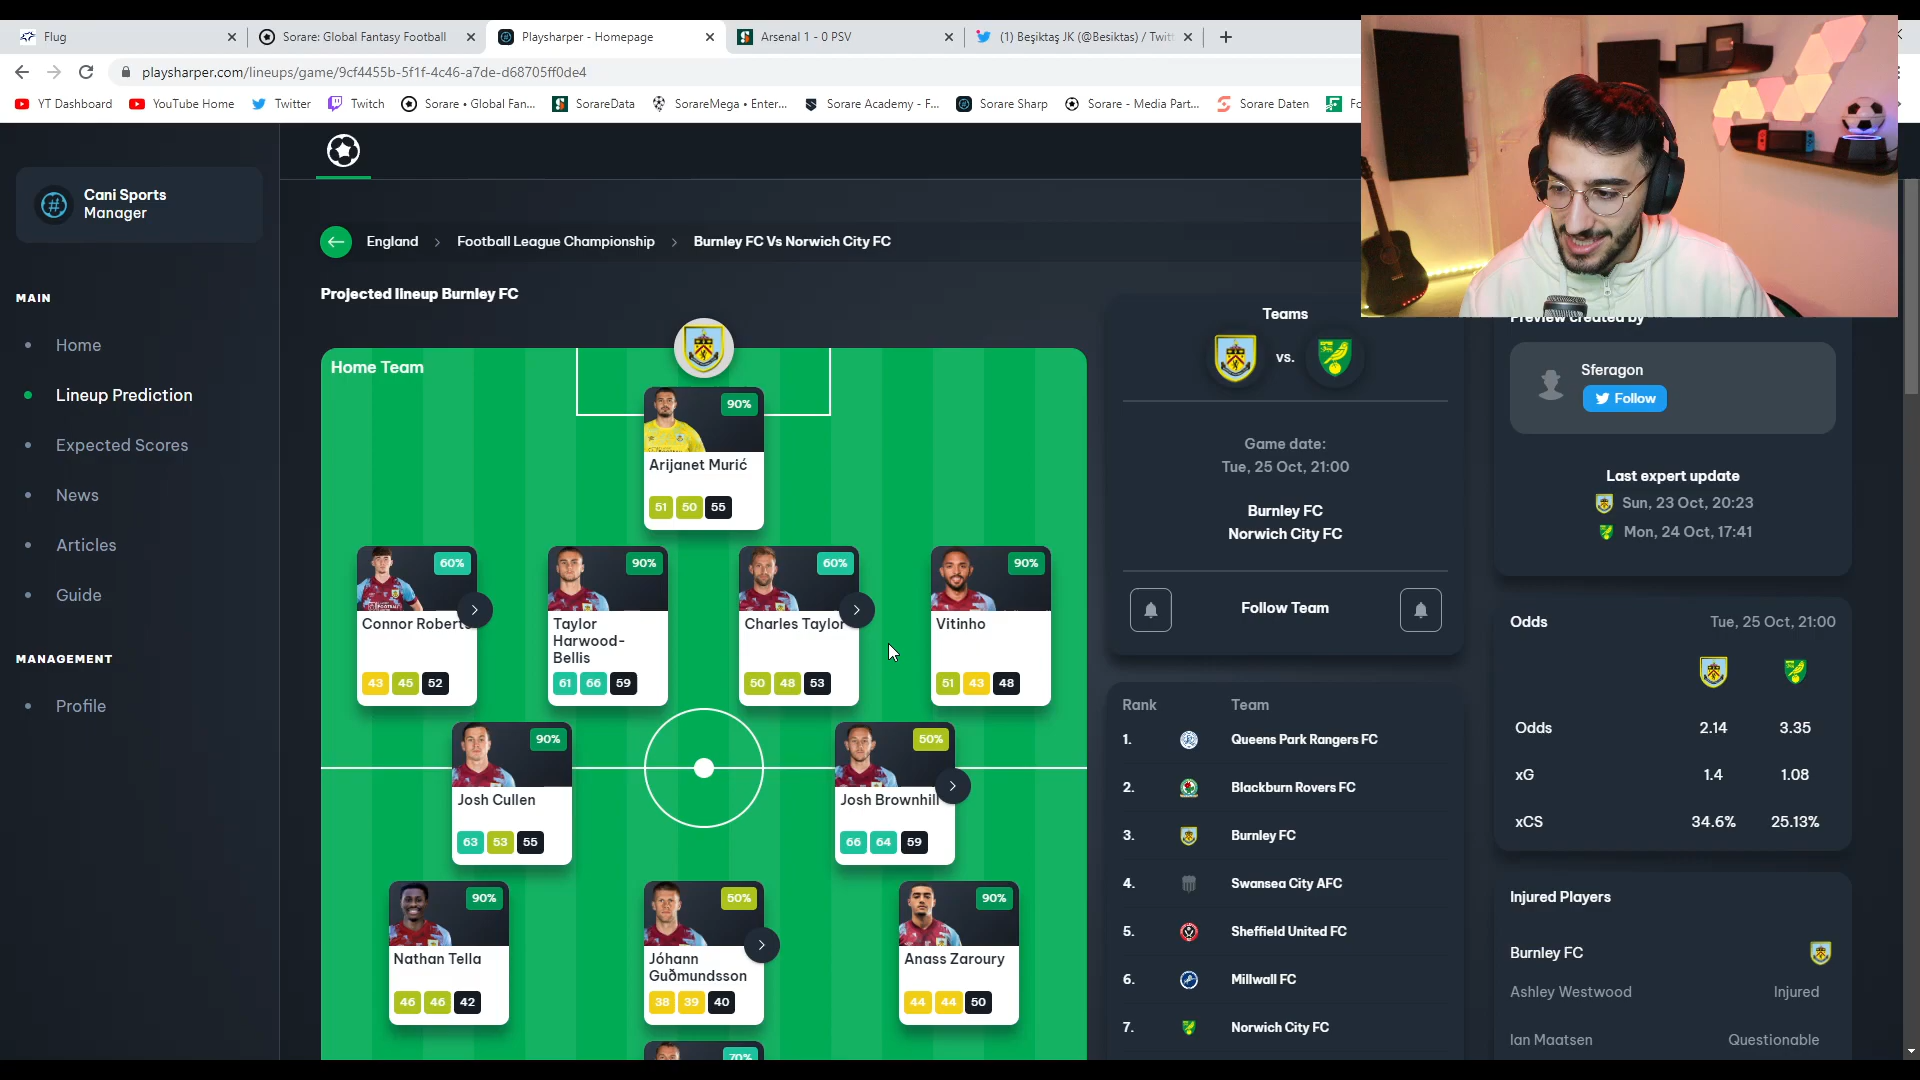 Flug
Sorare: Global Fantasy Football
Playsharper - Homepage
Arsenal 1 - 0 PSV
(1) Beşiktaş JK (@Besiktas) / Twitt
playsharper.com/lineups/game/9cf4455b-5f1f-4c46-a7de-d68705ff0de4
YT Dashboard
YouTube Home
Twitter
Twitch
Sorare • Global Fan...
SorareData
SorareMega • Enter...
Sorare Academy - F...
Sorare Sharp
Sorare - Media Part...
Sorare Daten
Fo
Cani Sports
Manager
MAIN
Home
Lineup Prediction
Expected Scores
News
Articles
Guide
MANAGEMENT
Profile
England
Football League Championship
Burnley FC Vs Norwich City FC
Projected lineup Burnley FC
Home Team
90%
Arijanet Murić
51 50 55
60%
Connor Roberts
43 45 52
90%
Taylor
Harwood-
Bellis
61 66 59
60%
Charles Taylor
50 48 53
90%
Vitinho
51 43 48
90%
Josh Cullen
63 53 55
50%
Josh Brownhill
66 64 59
90%
Nathan Tella
46 46 42
50%
Jóhann
Guðmundsson
38 39 40
90%
Anass Zaroury
44 44 50
70%
Teams
vs.
Game date:
Tue, 25 Oct, 21:00
Burnley FC
Norwich City FC
Follow Team
Rank Team
1. Queens Park Rangers FC
2. Blackburn Rovers FC
3. Burnley FC
4. Swansea City AFC
5. Sheffield United FC
6. Millwall FC
7. Norwich City FC
Preview created by
Sferagon
Follow
Last expert update
Sun, 23 Oct, 20:23
Mon, 24 Oct, 17:41
Odds Tue, 25 Oct, 21:00
Odds 2.14 3.35
xG 1.4 1.08
xCS 34.6% 25.13%
Injured Players
Burnley FC
Ashley Westwood Injured
Ian Maatsen Questionable